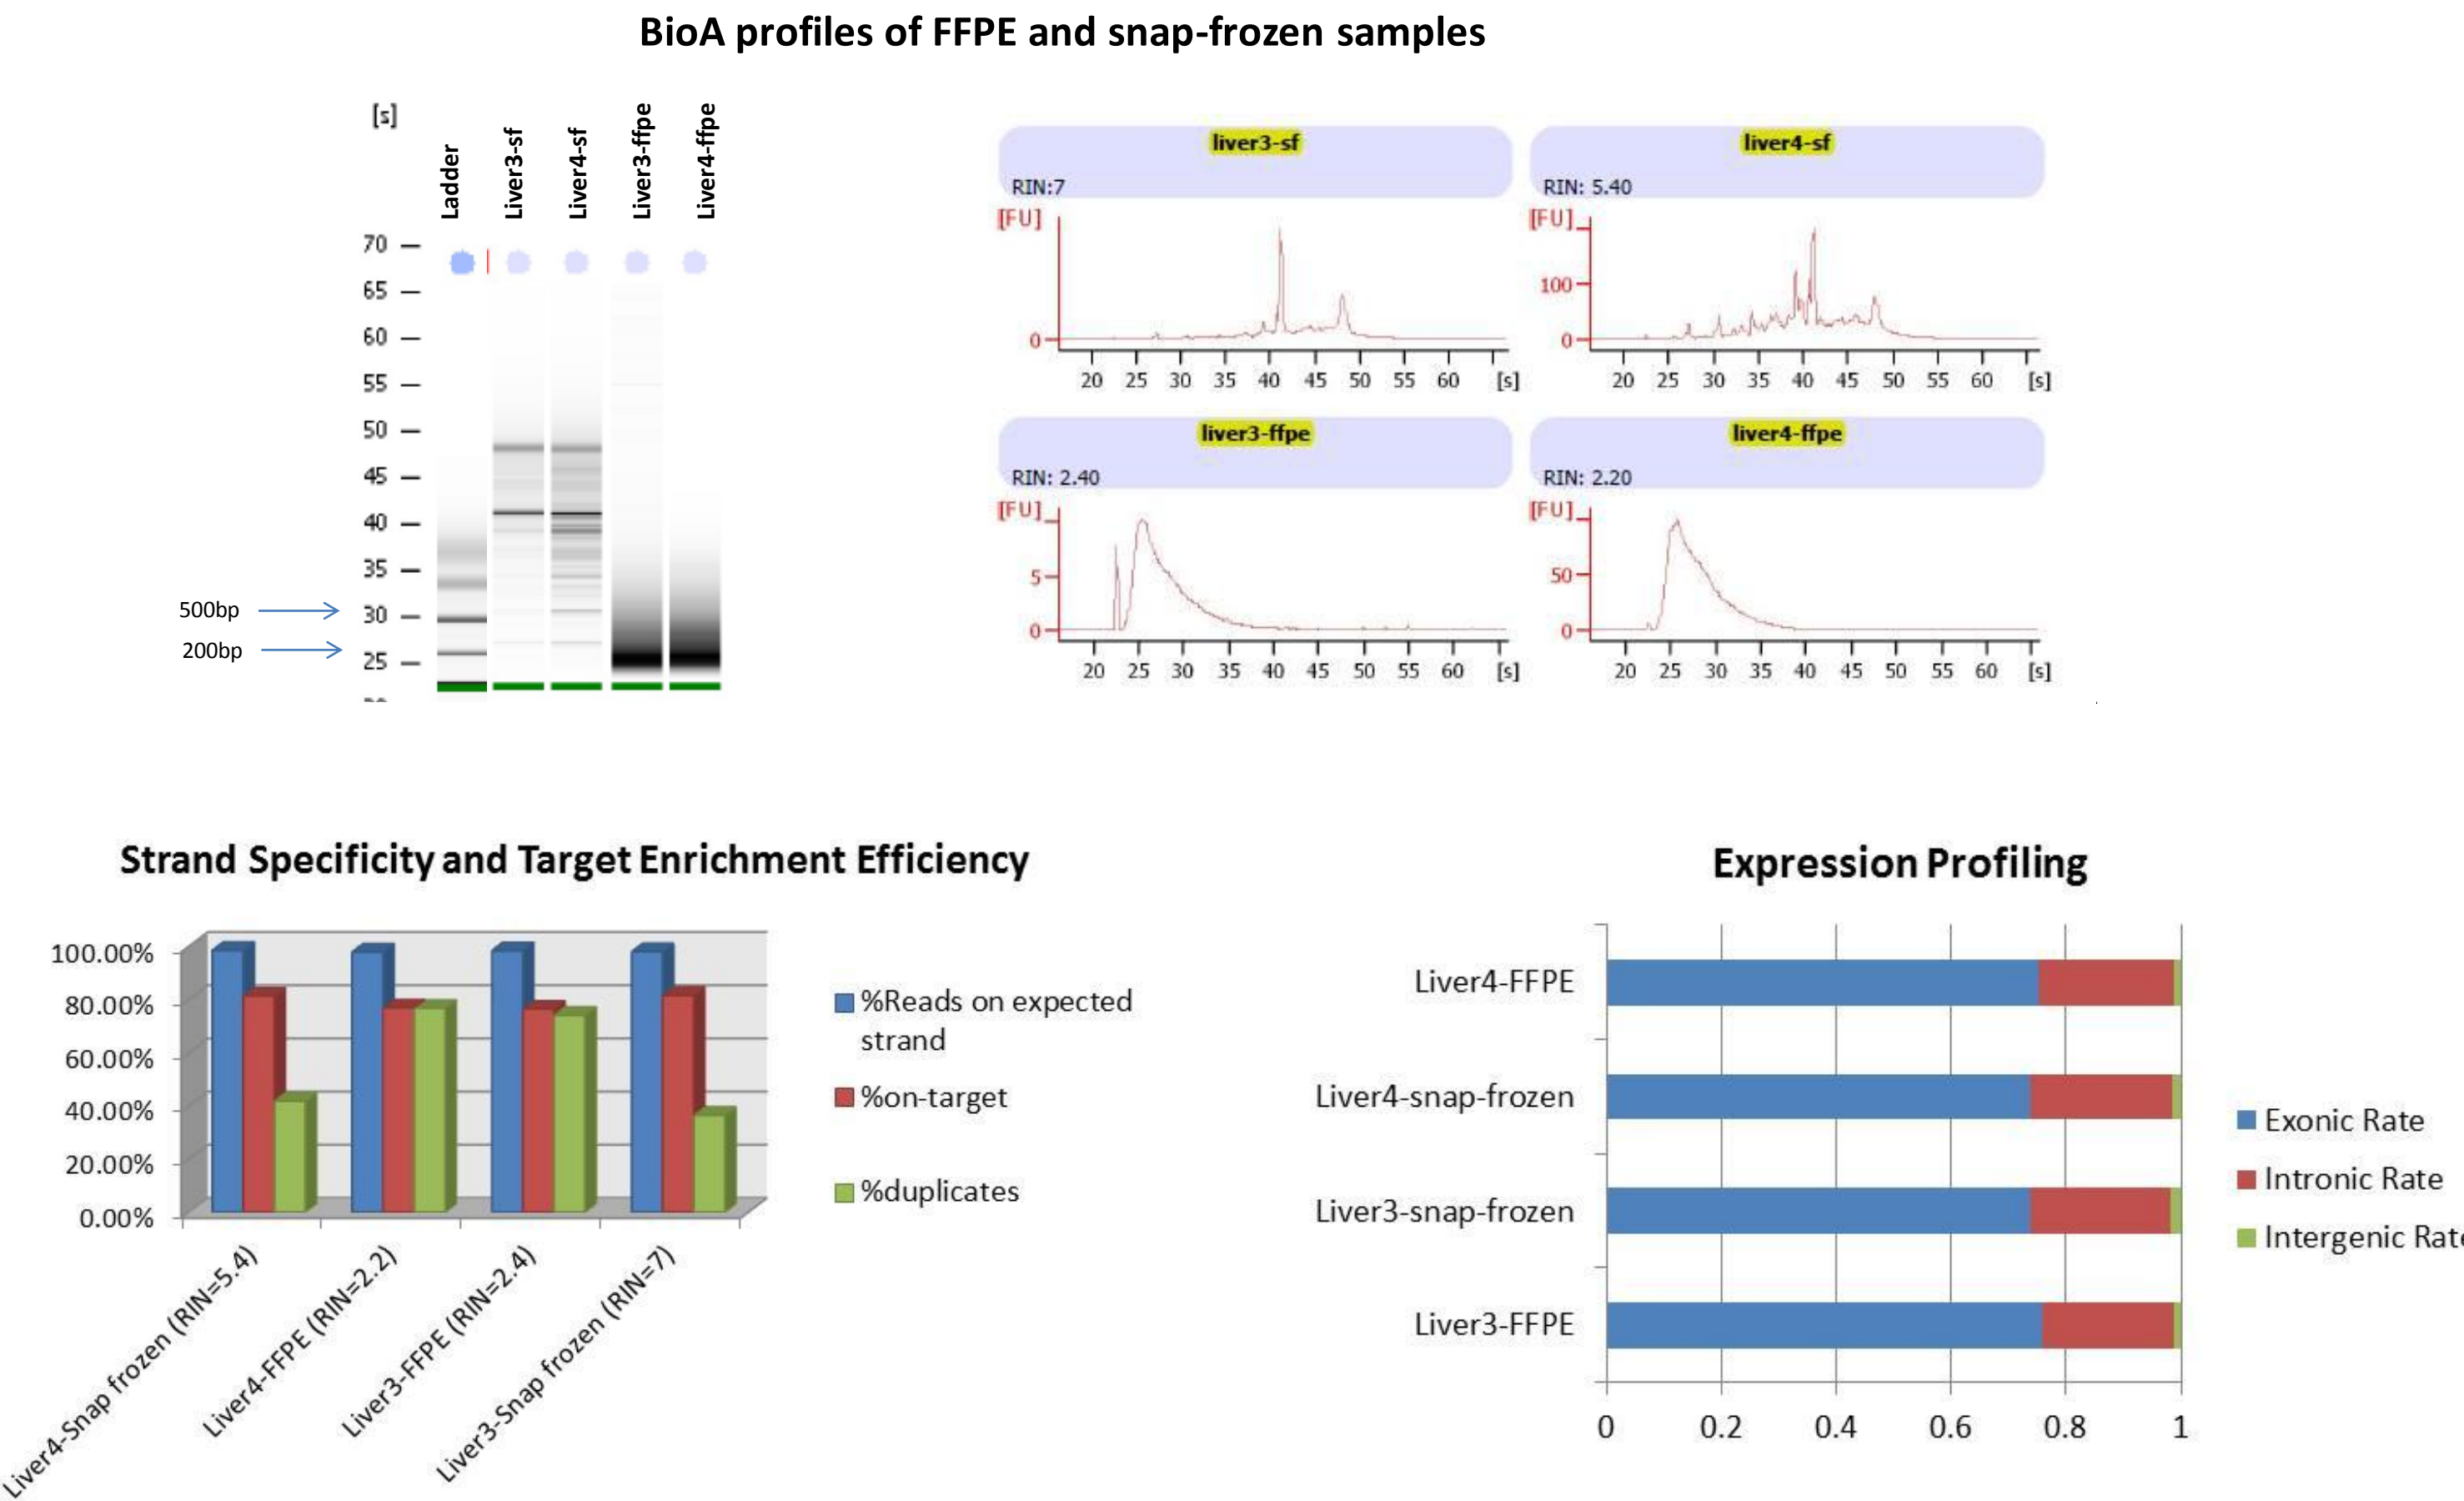 BioA profiles of FFPE and snap-frozen samples
[s]
Ladder
Liver3-sf
Liver4-sf
Liver3-ffpe
Liver4-ffpe
70
65
60
55
50
45
40
35
30
25
500bp
200bp
liver3-sf
RIN:7
[FU]
0
20 25 30 35 40 45 50 55 60 [s]
liver4-sf
RIN: 5.40
[FU]
100
0
20 25 30 35 40 45 50 55 60 [s]
liver3-ffpe
RIN: 2.40
[FU]
5
0
20 25 30 35 40 45 50 55 60 [s]
liver4-ffpe
RIN: 2.20
[FU]
50
0
20 25 30 35 40 45 50 55 60 [s]
Strand Specificity and Target Enrichment Efficiency
100.00%
80.00%
60.00%
40.00%
20.00%
0.00%
Liver4-Snap frozen (RIN=5.4)
Liver4-FFPE (RIN=2.2)
Liver3-FFPE (RIN=2.4)
Liver3-Snap frozen (RIN=7)
%Reads on expected
strand
%on-target
%duplicates
Expression Profiling
Liver4-FFPE
Liver4-snap-frozen
Liver3-snap-frozen
Liver3-FFPE
0 0.2 0.4 0.6 0.8 1
Exonic Rate
Intronic Rate
Intergenic Rate